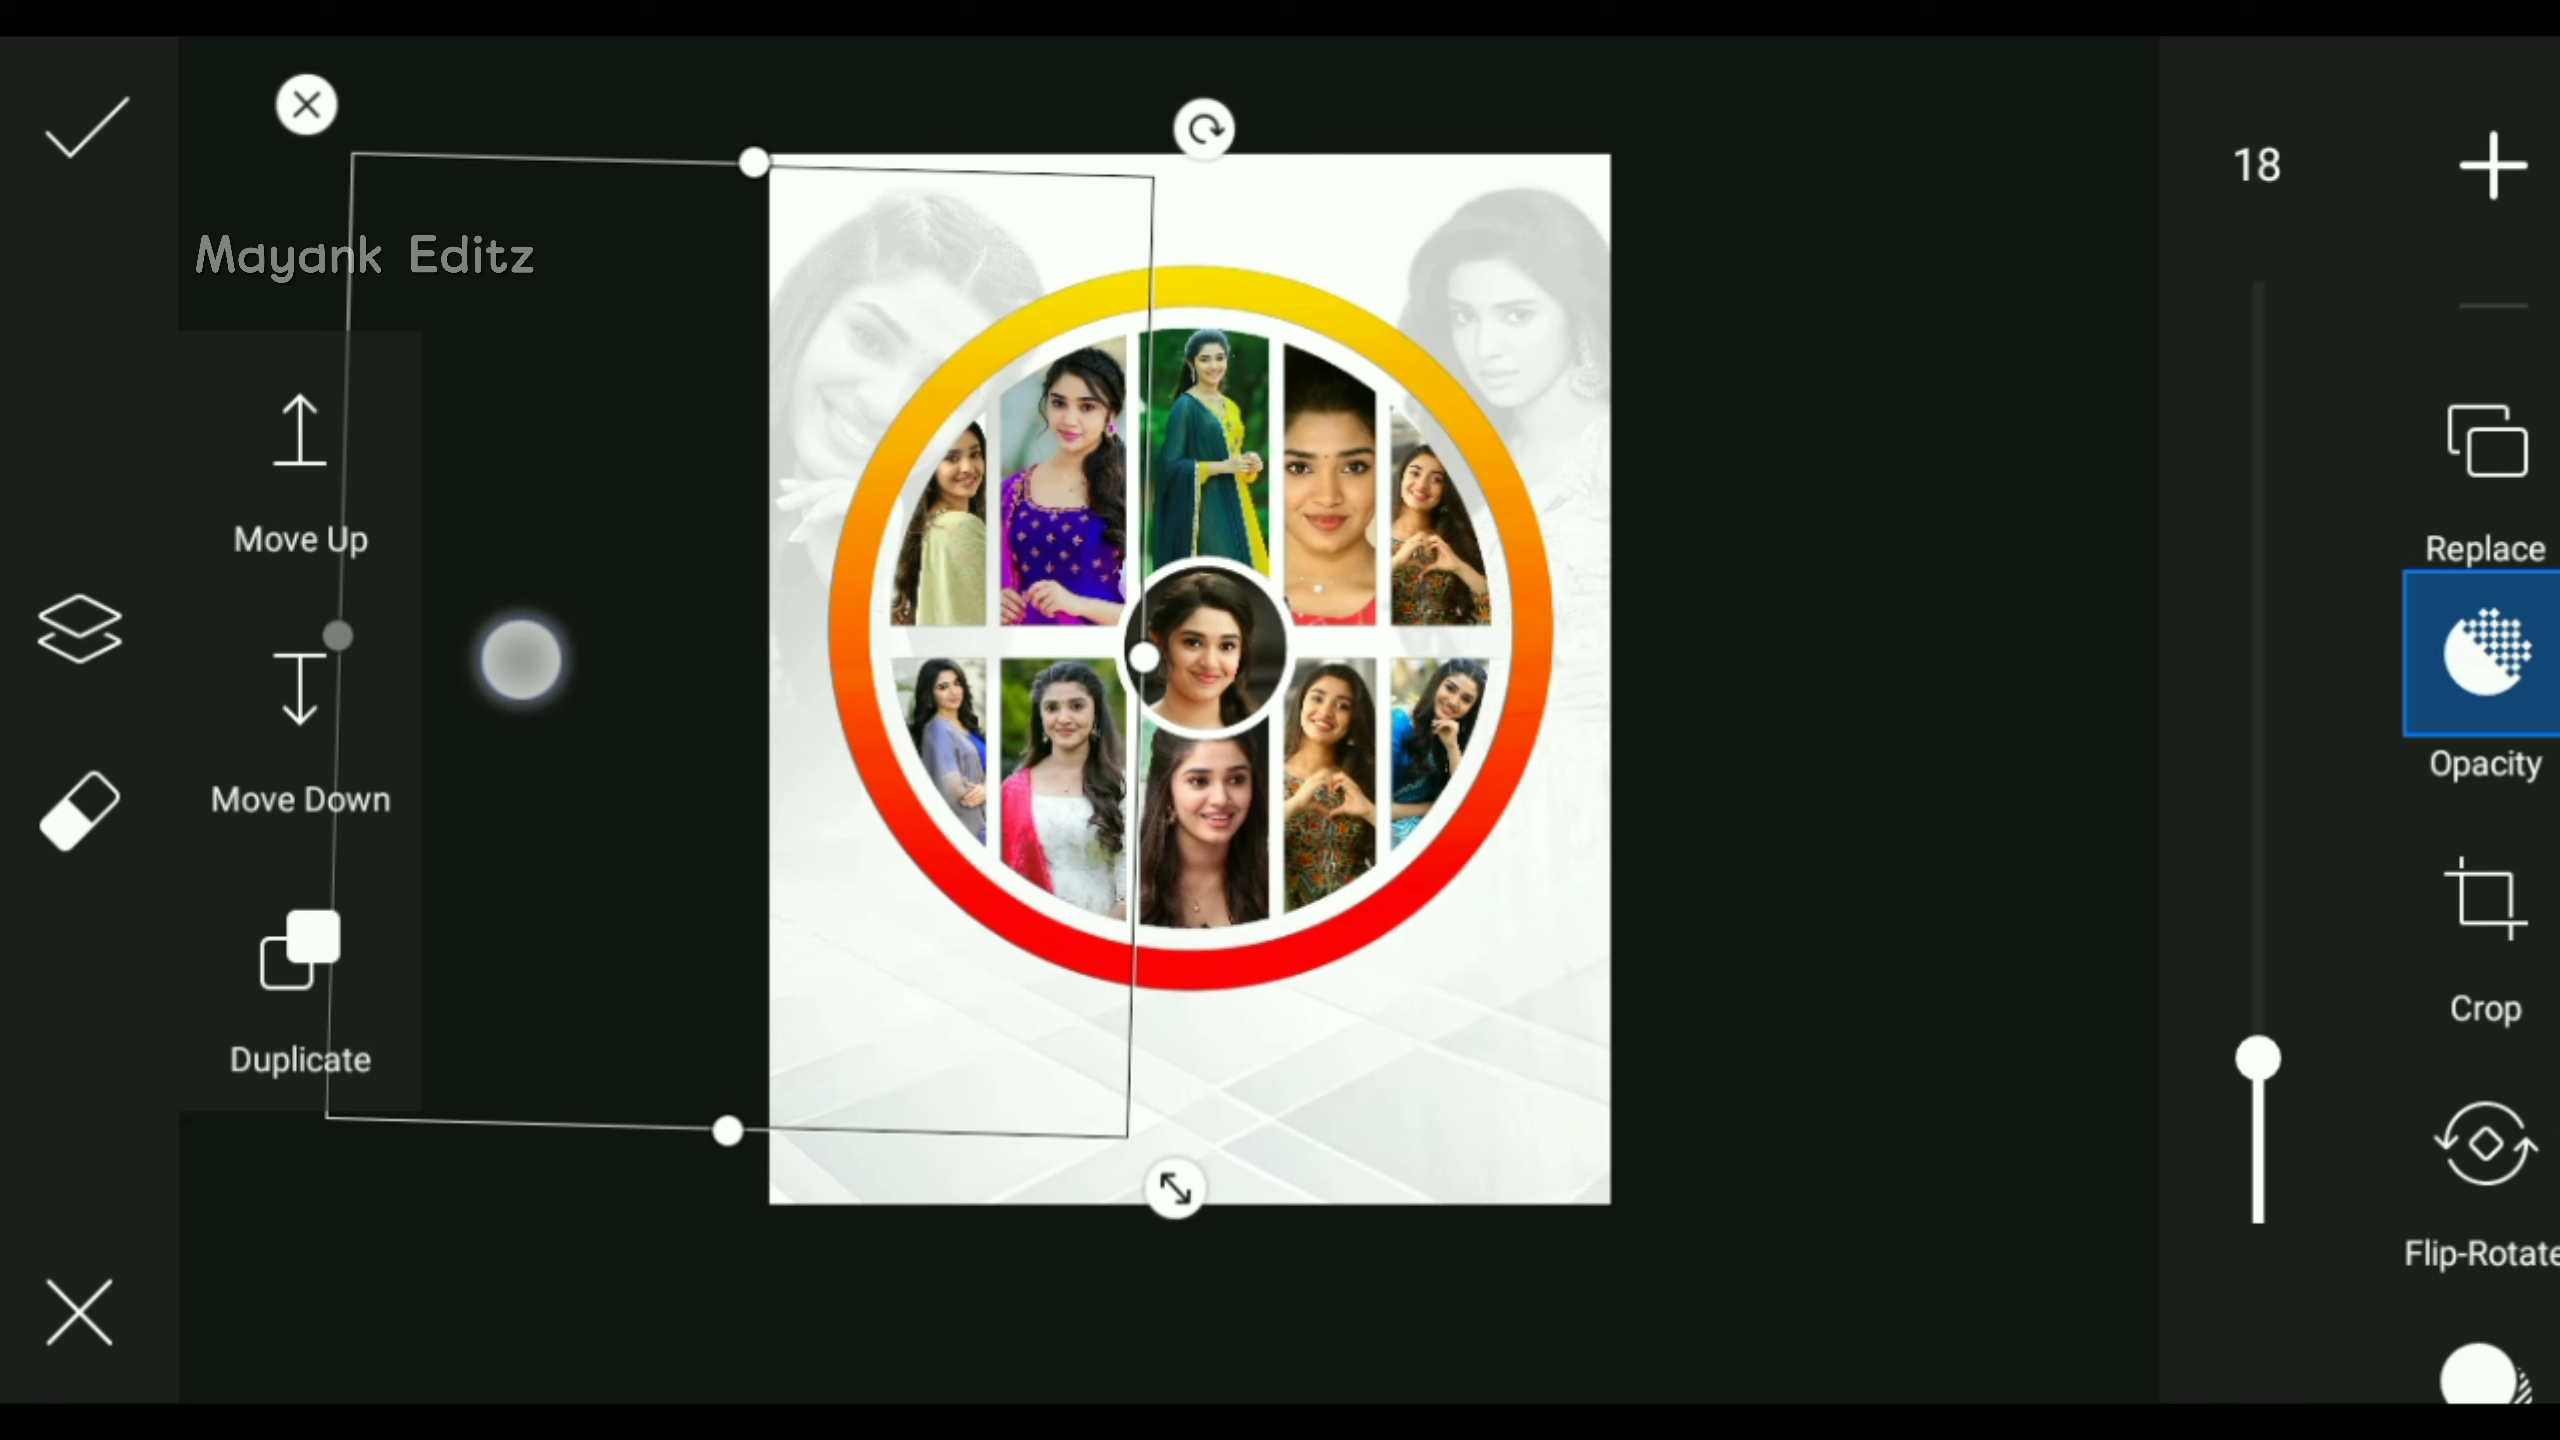 18
Mayank Editz
Move Up
Replace
Opacity
Move Down
Crop
Duplicate
Flip-Rotate